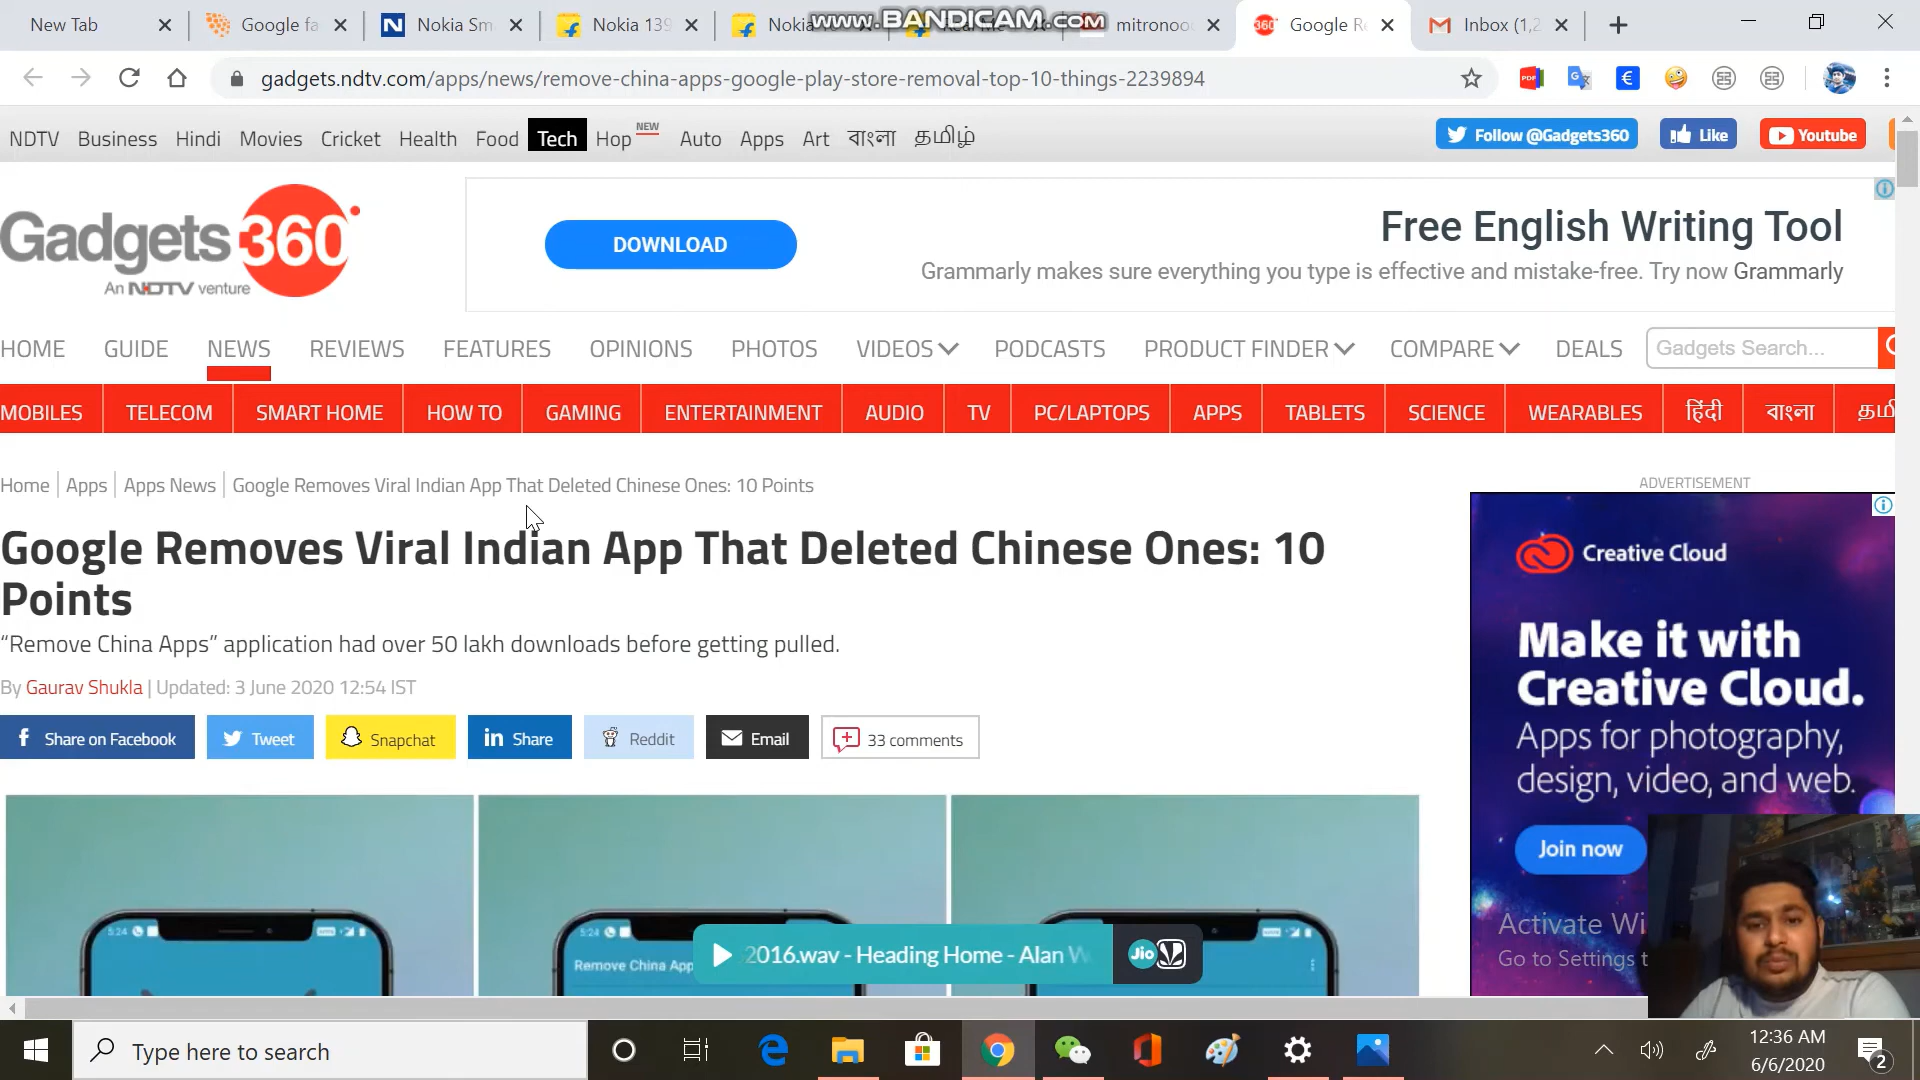 New Tab
Google fa
Nokia Sm
Nokia 139
Nokia
www.BANDICAM.com
mitronoo
Google Re
Inbox (1,2
gadgets.ndtv.com/apps/news/remove-china-apps-google-play-store-removal-top-10-things-2239894
NDTV Business Hindi Movies Cricket Health Food Tech Hop NEW Auto Apps Art বাংলা தமிழ்
Follow @Gadgets360
Like
Youtube
Gadgets 360
An NDTV venture
DOWNLOAD
Free English Writing Tool
Grammarly makes sure everything you type is effective and mistake-free. Try now Grammarly
HOME GUIDE NEWS REVIEWS FEATURES OPINIONS PHOTOS VIDEOS PODCASTS PRODUCT FINDER COMPARE DEALS Gadgets Search...
MOBILES TELECOM SMART HOME HOW TO GAMING ENTERTAINMENT AUDIO TV PC/LAPTOPS APPS TABLETS SCIENCE WEARABLES हिंदी বাংলা தமி
Home | Apps | Apps News | Google Removes Viral Indian App That Deleted Chinese Ones: 10 Points
ADVERTISEMENT
Google Removes Viral Indian App That Deleted Chinese Ones: 10
Points
“Remove China Apps” application had over 50 lakh downloads before getting pulled.
By Gaurav Shukla | Updated: 3 June 2020 12:54 IST
Share on Facebook
Tweet
Snapchat
in Share
Reddit
Email
33 comments
Creative Cloud
Make it with
Creative Cloud.
Apps for photography,
design, video, and web.
Join now
5:24
5:24
Remove China App
2016.wav - Heading Home - Alan W
Jio
Activate Wi
Go to Settings t
Type here to search
12:36 AM
6/6/2020
2